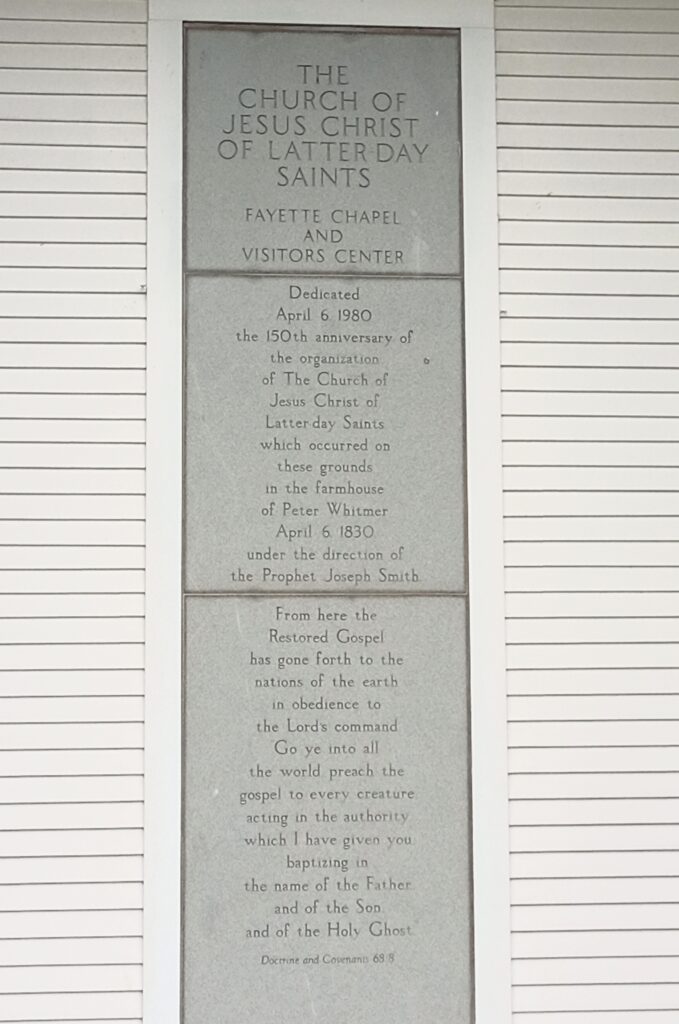 THE
CHURCH OF
JESUS CHRIST
OF LATTER-DAY
SAINTS
FAYETTE CHAPEL
AND
VISITORS CENTER
Dedicated
April 6, 1980
the 150th anniversary of
the organization
of The Church of
Jesus Christ of
Latter-day Saints
which occurred on
these grounds
in the farmhouse
of Peter Whitmer
April 6, 1830
under the direction of
the Prophet Joseph Smith.
From here the
Restored Gospel
has gone forth to the
nations of the earth
in obedience to
the Lord's command
Go ye into all
the world, preach the
gospel to every creature,
acting in the authority
which I have given you,
baptizing in
the name of the Father,
and of the Son,
and of the Holy Ghost.
Doctrine and Covenants 68:8